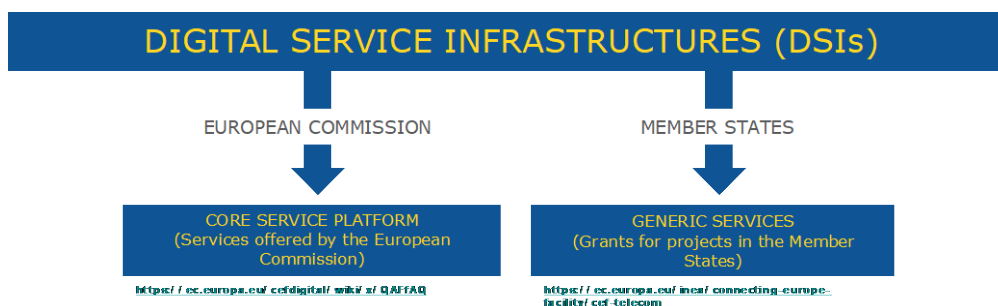 DIGITAL SERVICE INFRASTRUCTURES (DSIs)
EUROPEAN COMMISSION
MEMBER STATES
CORE SERVICE PLATFORM
(Services offered by the European
Commission)
GENERIC SERVICES
(Grants for projects in the Member
States)
https://ec.europa.eu/cefdigital/wiki/x/QAFfAQ
https://ec.europa.eu/inea/connecting-europe-
facility/cef-telecom